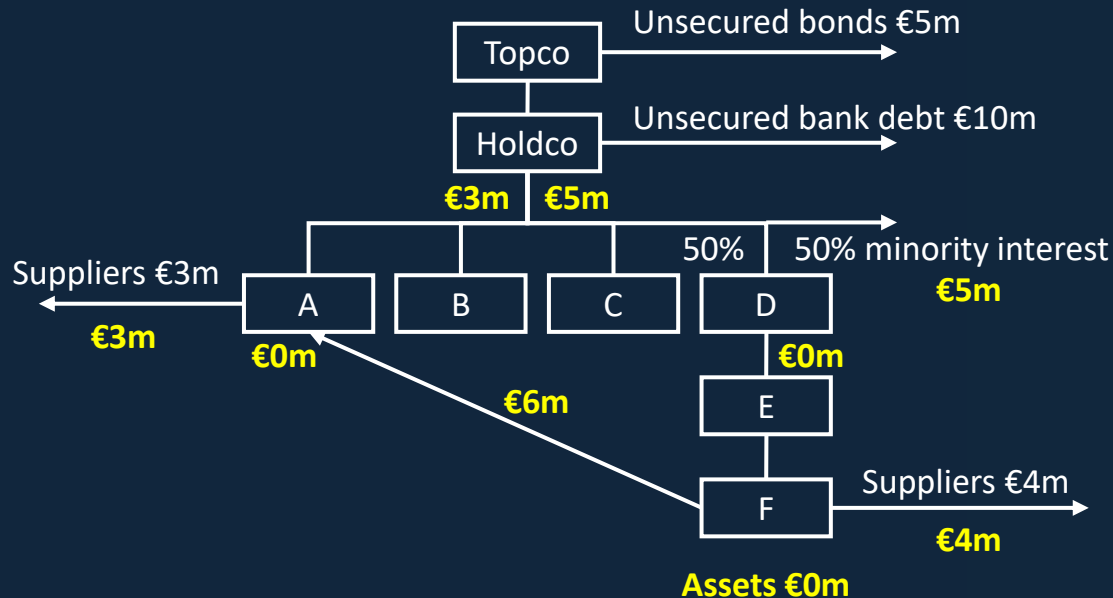 Unsecured bonds €5m
Topco
Unsecured bank debt €10m
Holdco
€3m €5m
50% 50% minority interest
€5m
Suppliers €3m
€3m
A B C D
€0m €0m
€6m
E
Suppliers €4m
F
€4m
Assets €0m